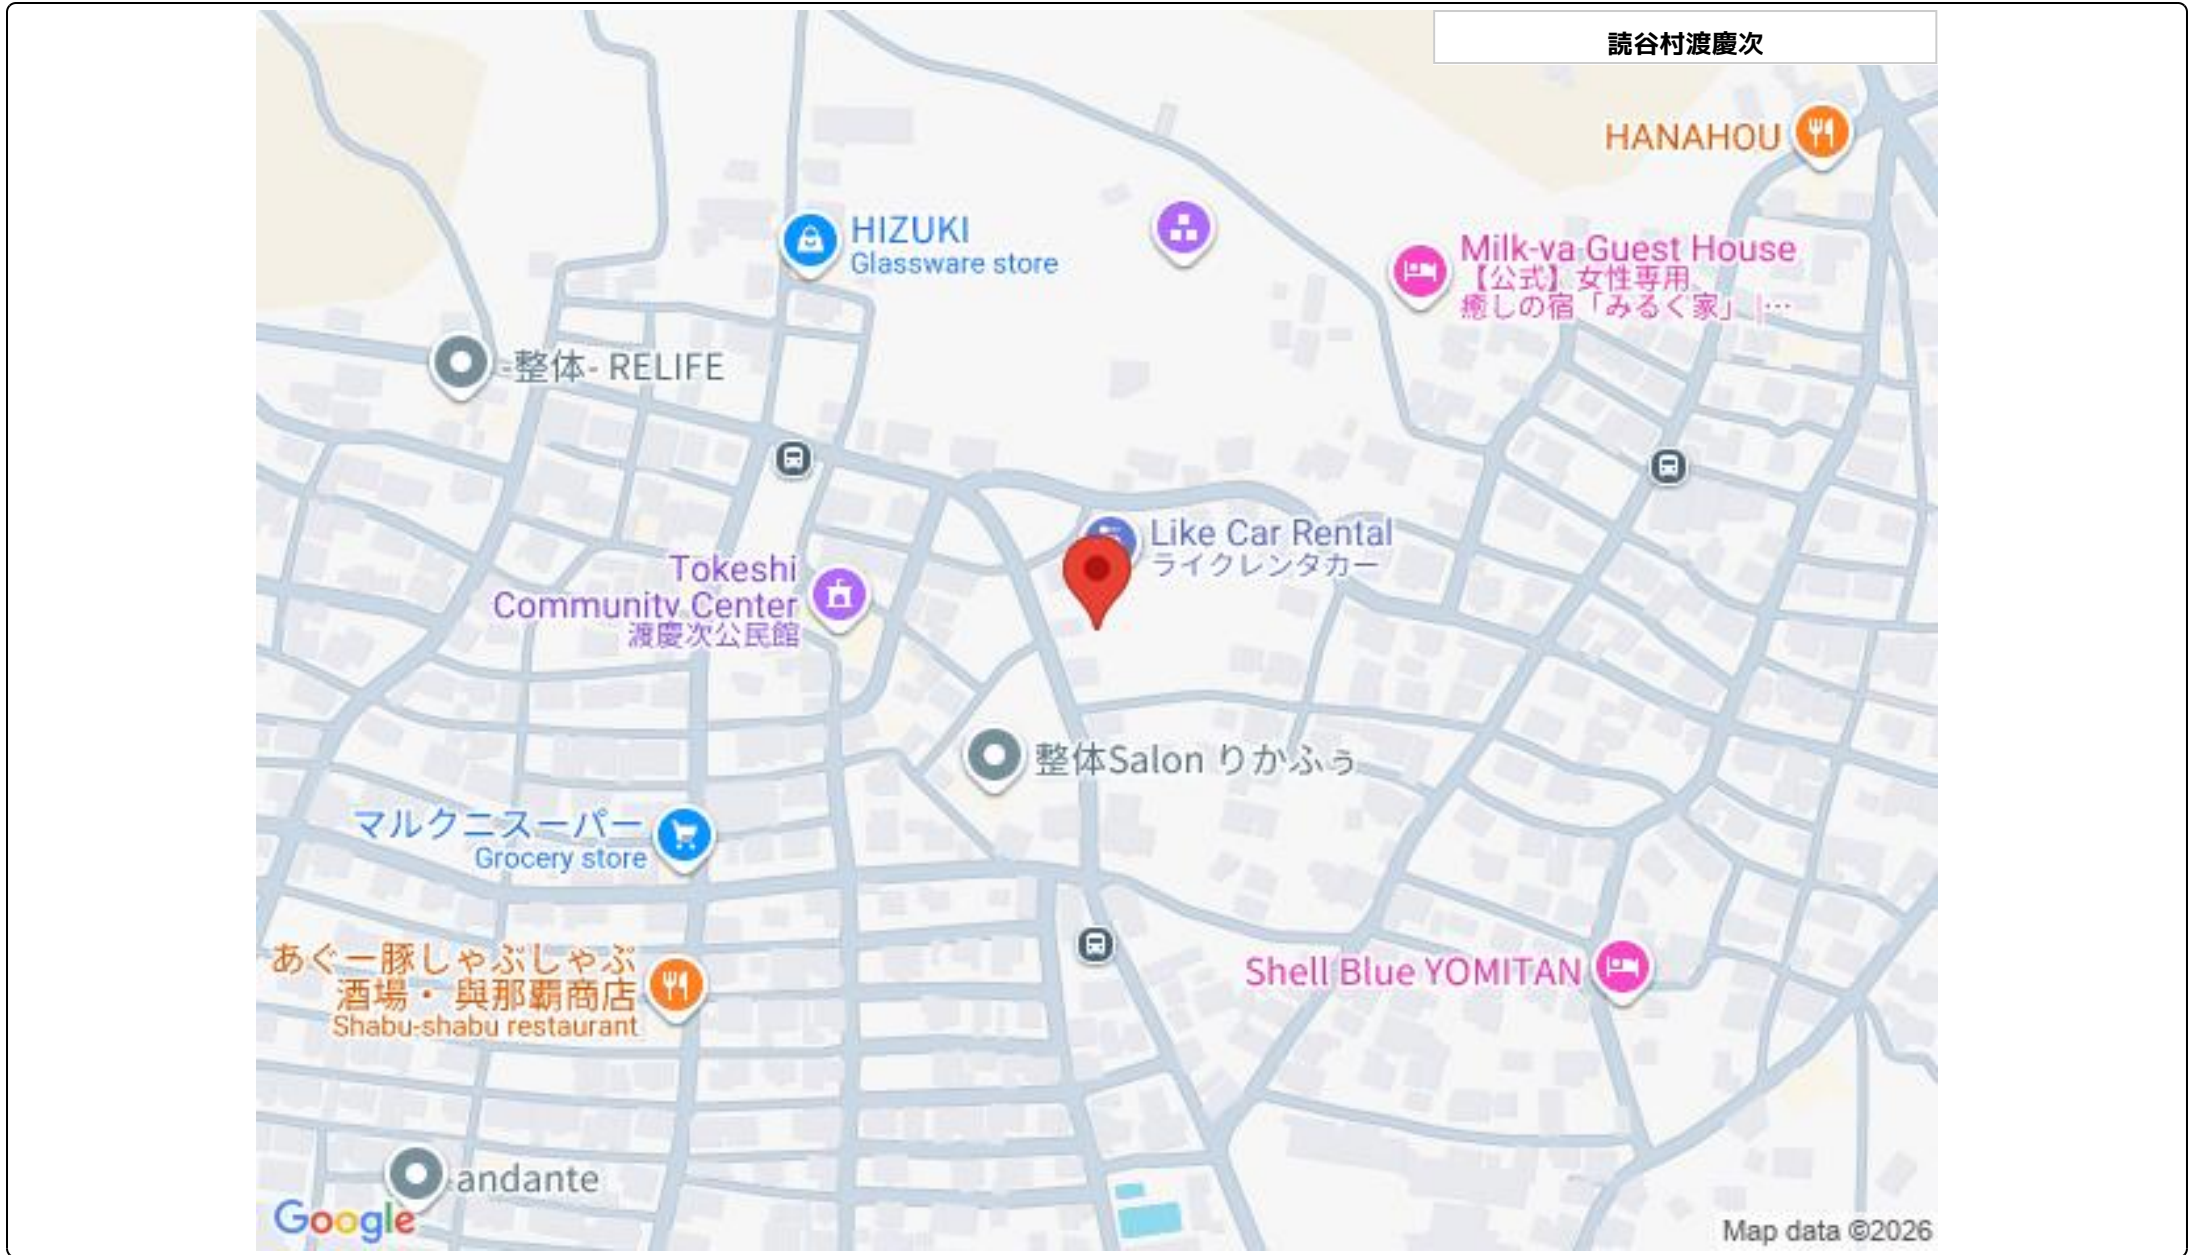 読谷村渡慶次
HANAHOU
HIZUKI
Glassware store
Milk-va Guest House
【公式】女性専用
癒しの宿「みるく家」 |…
-整体- RELIFE
Like Car Rental
ライクレンタカー
Tokeshi
Community Center
渡慶次公民館
整体Salon りかふぅ
マルクニスーパー
Grocery store
あぐー豚しゃぶしゃぶ
酒場・ 與那覇商店
Shabu-shabu restaurant
Shell Blue YOMITAN
andante
Google
Map data ©2026